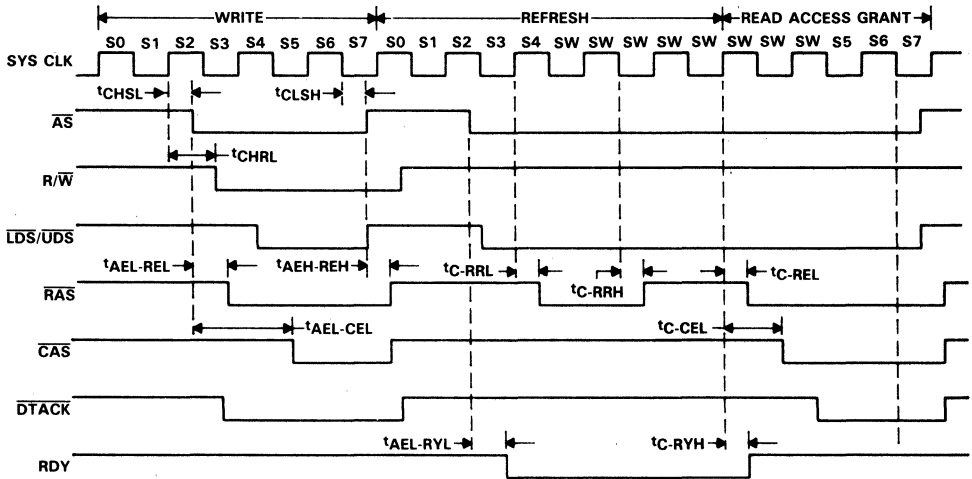 WRITE REFRESH READ ACCESS GRANT
S0 S1 S2 S3 S4 S5 S6 S7 S0 S1 S2 S3 S4 SW SW SW SW SW SW SW SW S5 S6 S7
SYS CLK
tCHSL tCLSH
AS
tCHRL
R/W
LDS/UDS
tAEL-REL tAEH-REH tC-RRL tC-RRH tC-REL
RAS
tAEL-CEL tC-CEL
CAS
DTACK
tAEL-RYL tC-RYH
RDY